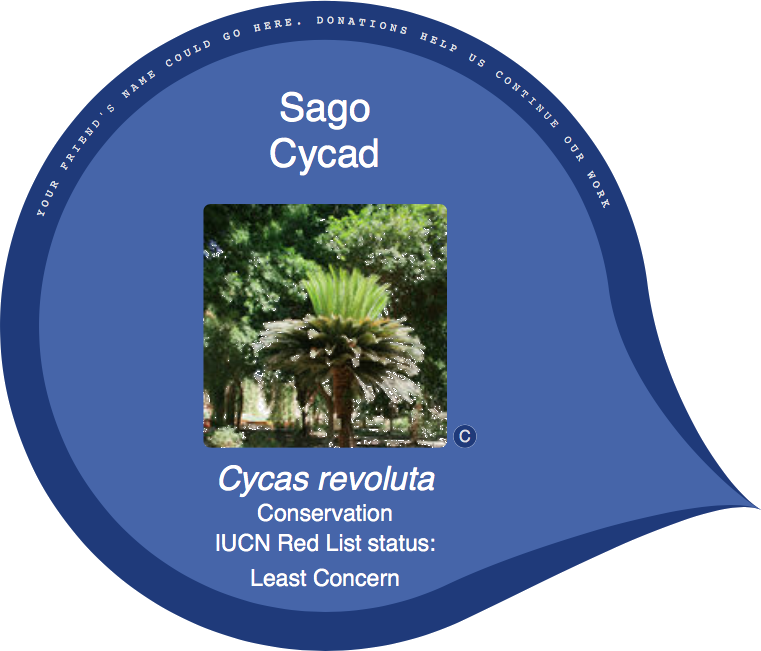 YOUR FRIEND'S NAME COULD GO HERE. DONATIONS HELP US CONTINUE OUR WORK
Sago
Cycad
C
Cycas revoluta
Conservation
IUCN Red List status:
Least Concern